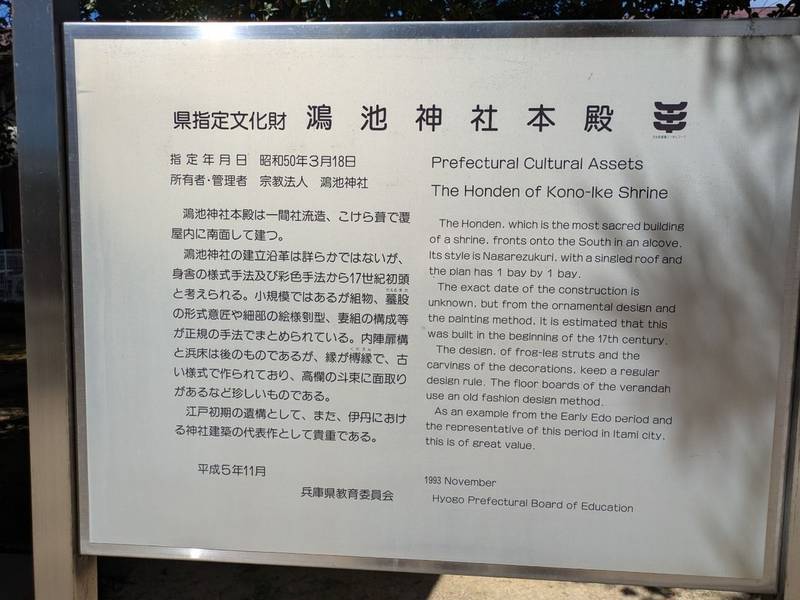 県指定文化財 鴻池神社本殿
指定年月日 昭和50年3月18日
所有者・管理者 宗教法人 鴻池神社
鴻池神社本殿は一間社流造、こけら葺で覆
屋内に南面して建つ。
鴻池神社の建立沿革は詳らかではないが、
身舎の様式手法及び彩色手法から17世紀初頭
と考えられる。小規模ではあるが組物、蟇股
の形式意匠や細部の絵様刳型、妻組の構成等
が正規の手法でまとめられている。内陣扉構
と浜床は後のものであるが、縁が榑縁で、古
い様式で作られており、高欄の斗束に面取り
があるなど珍しいものである。
江戸初期の遺構として、また、伊丹におけ
る神社建築の代表作として貴重である。
平成5年11月
兵庫県教育委員会
Prefectural Cultural Assets
The Honden of Kono-Ike Shrine
The Honden, which is the most sacred building
of a shrine, fronts onto the South in an alcove.
Its style is Nagarezukuri, with a singled roof and
the plan has 1 bay by 1 bay.
The exact date of the construction is
unknown, but from the ornamental design and
the painting method, it is estimated that this
was built in the beginning of the 17th century.
The design, of frog-leg struts and the
carvings of the decorations, keep a regular
design rule. The floor boards of the verandah
use an old fashion design method.
As an example from the Early Edo period and
the representative of this period in Itami city,
this is of great value.
1993 November
Hyogo Prefectural Board of Education